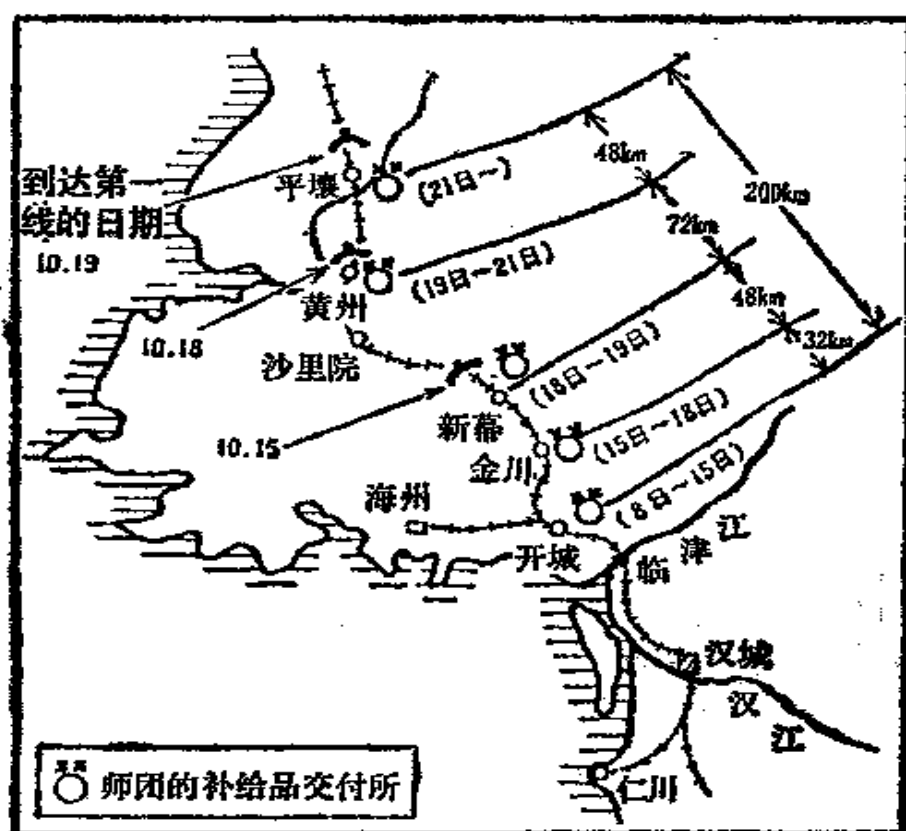 到达第一
线的日期
10.19
平壤
(21日～)
48km
200km
72km
(19日～21日)
黄州
10.18
沙里院
48km
(18日～19日)
32km
新幕
10.15
(15日～18日)
金川
海州
(8日～15日)
开城
临津江
汉城
汉江
仁川
师团的补给品交付所